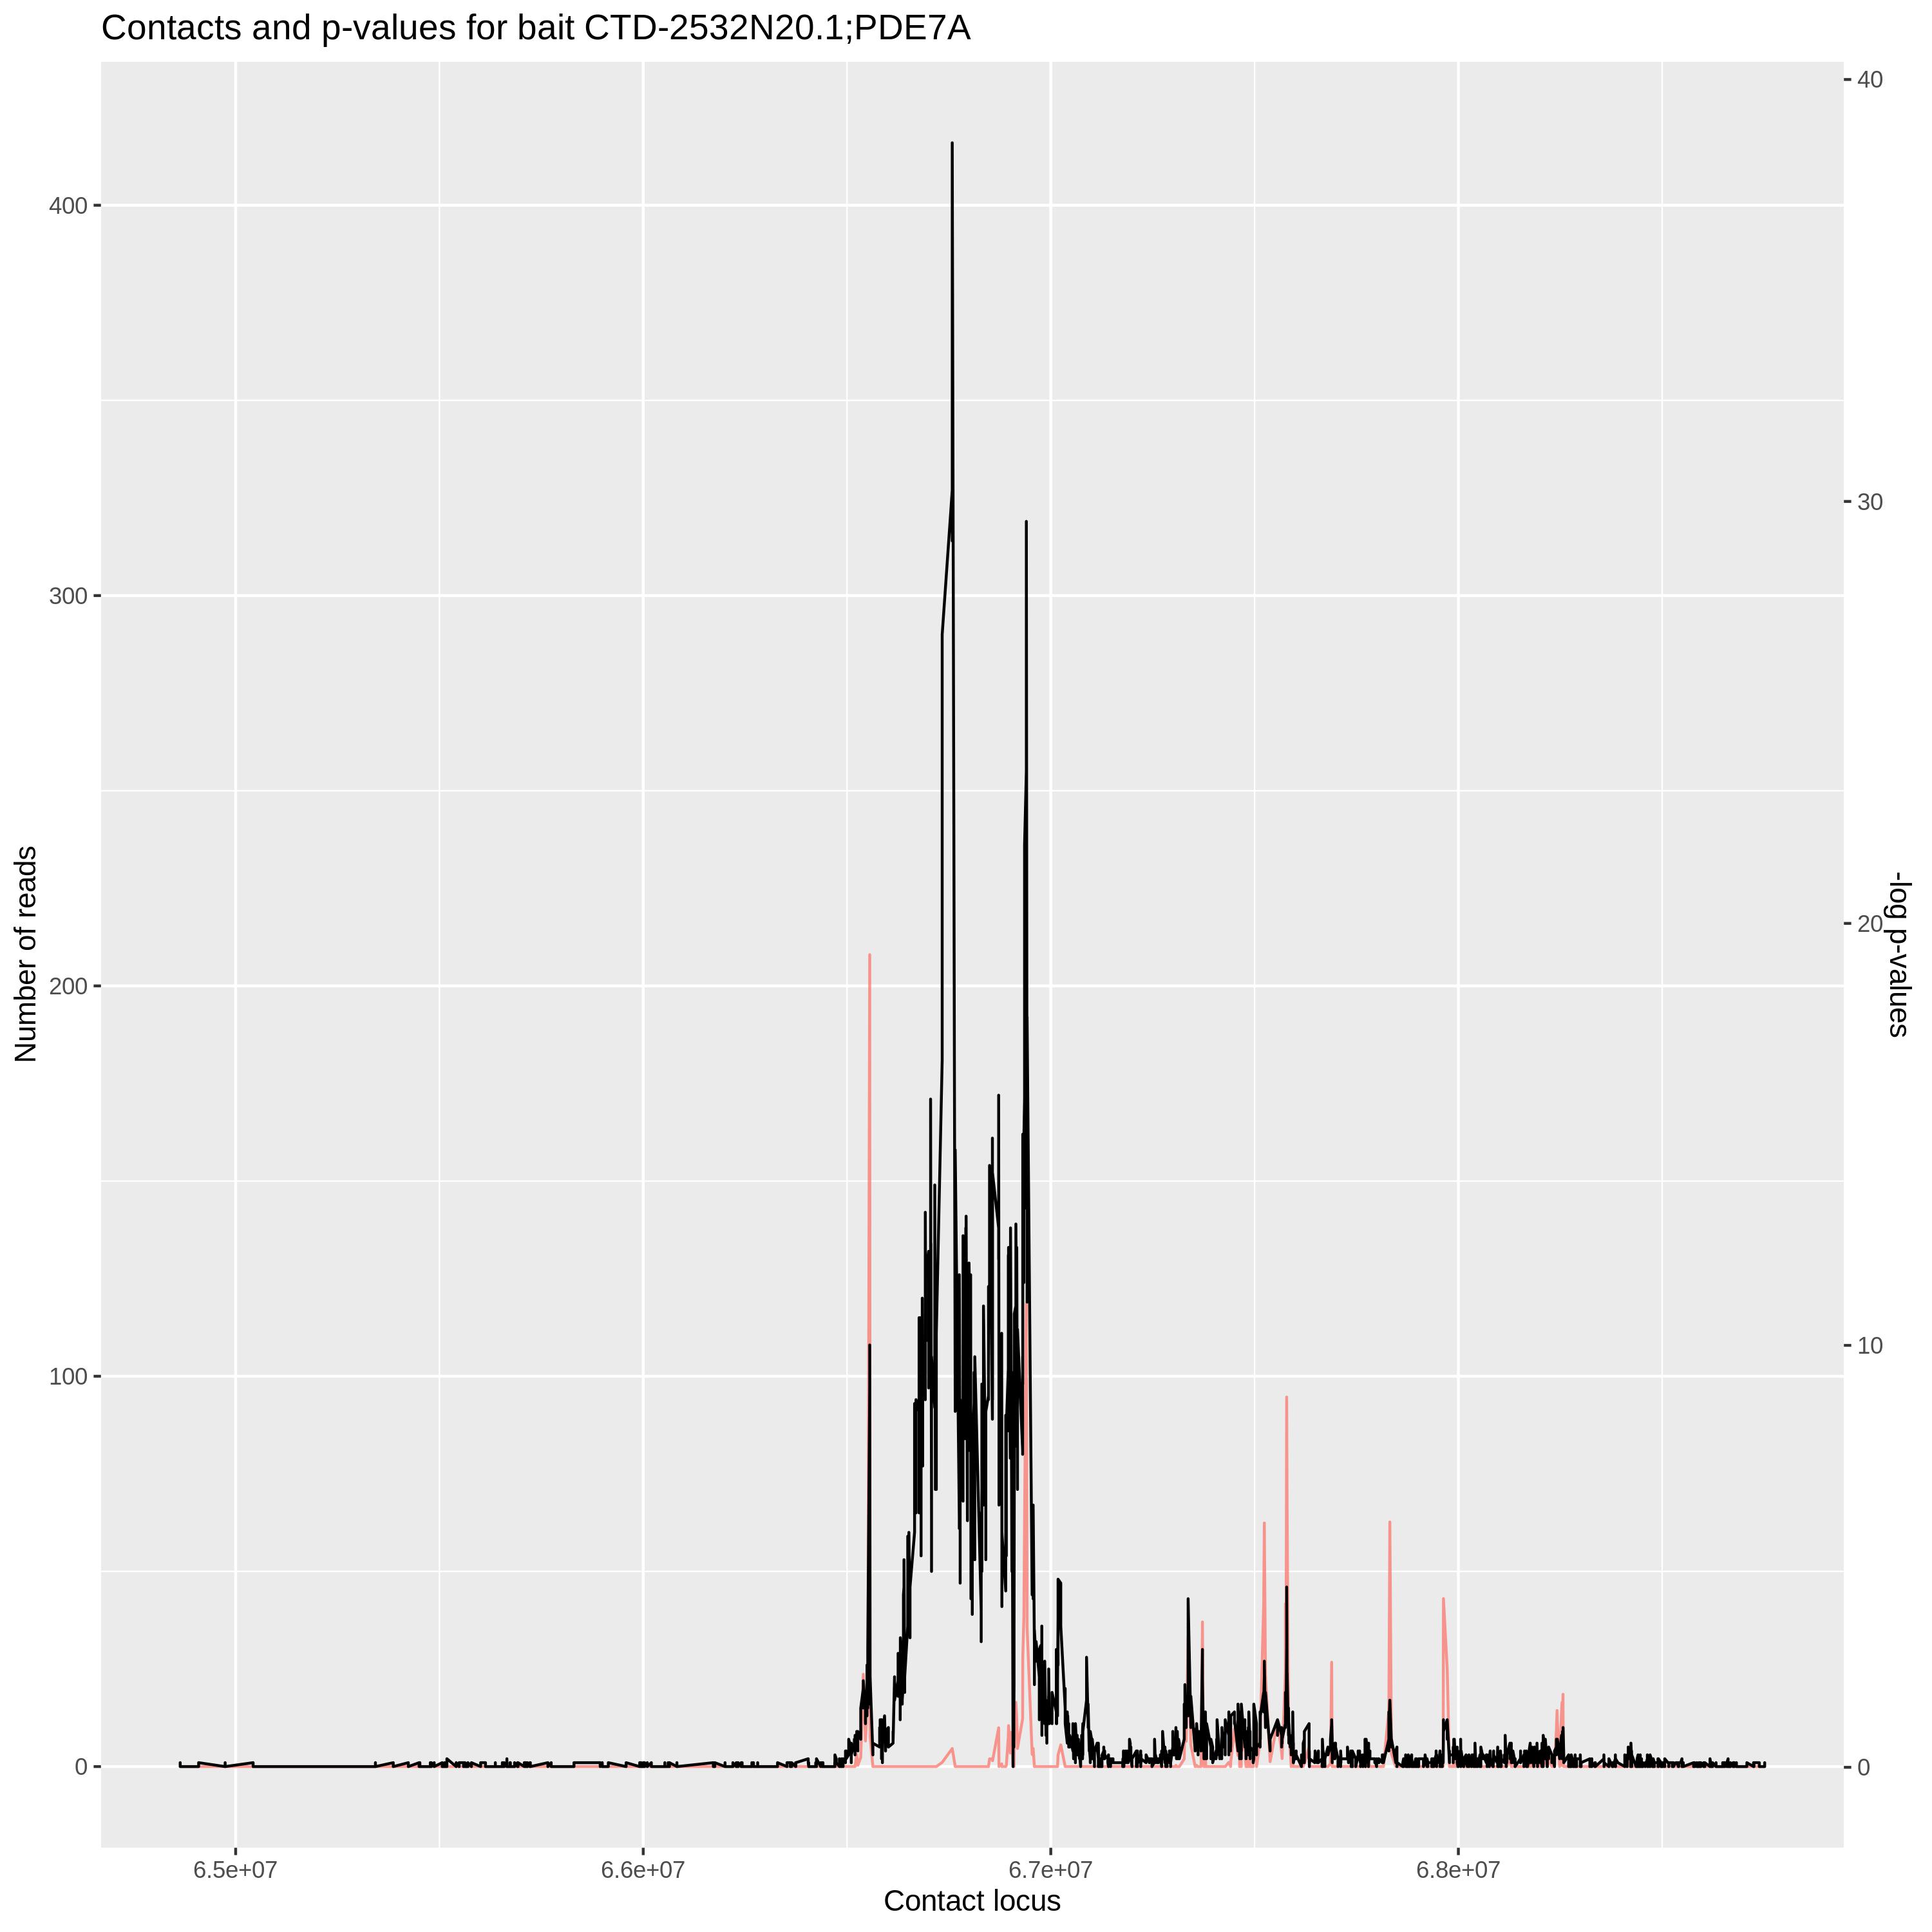 Contacts and p-values for bait CTD-2532N20.1;PDE7A
400
300
200
100
0
Number of reads
40
30
20
10
0
-log p-values
6.5e+07 6.6e+07 6.7e+07 6.8e+07
Contact locus